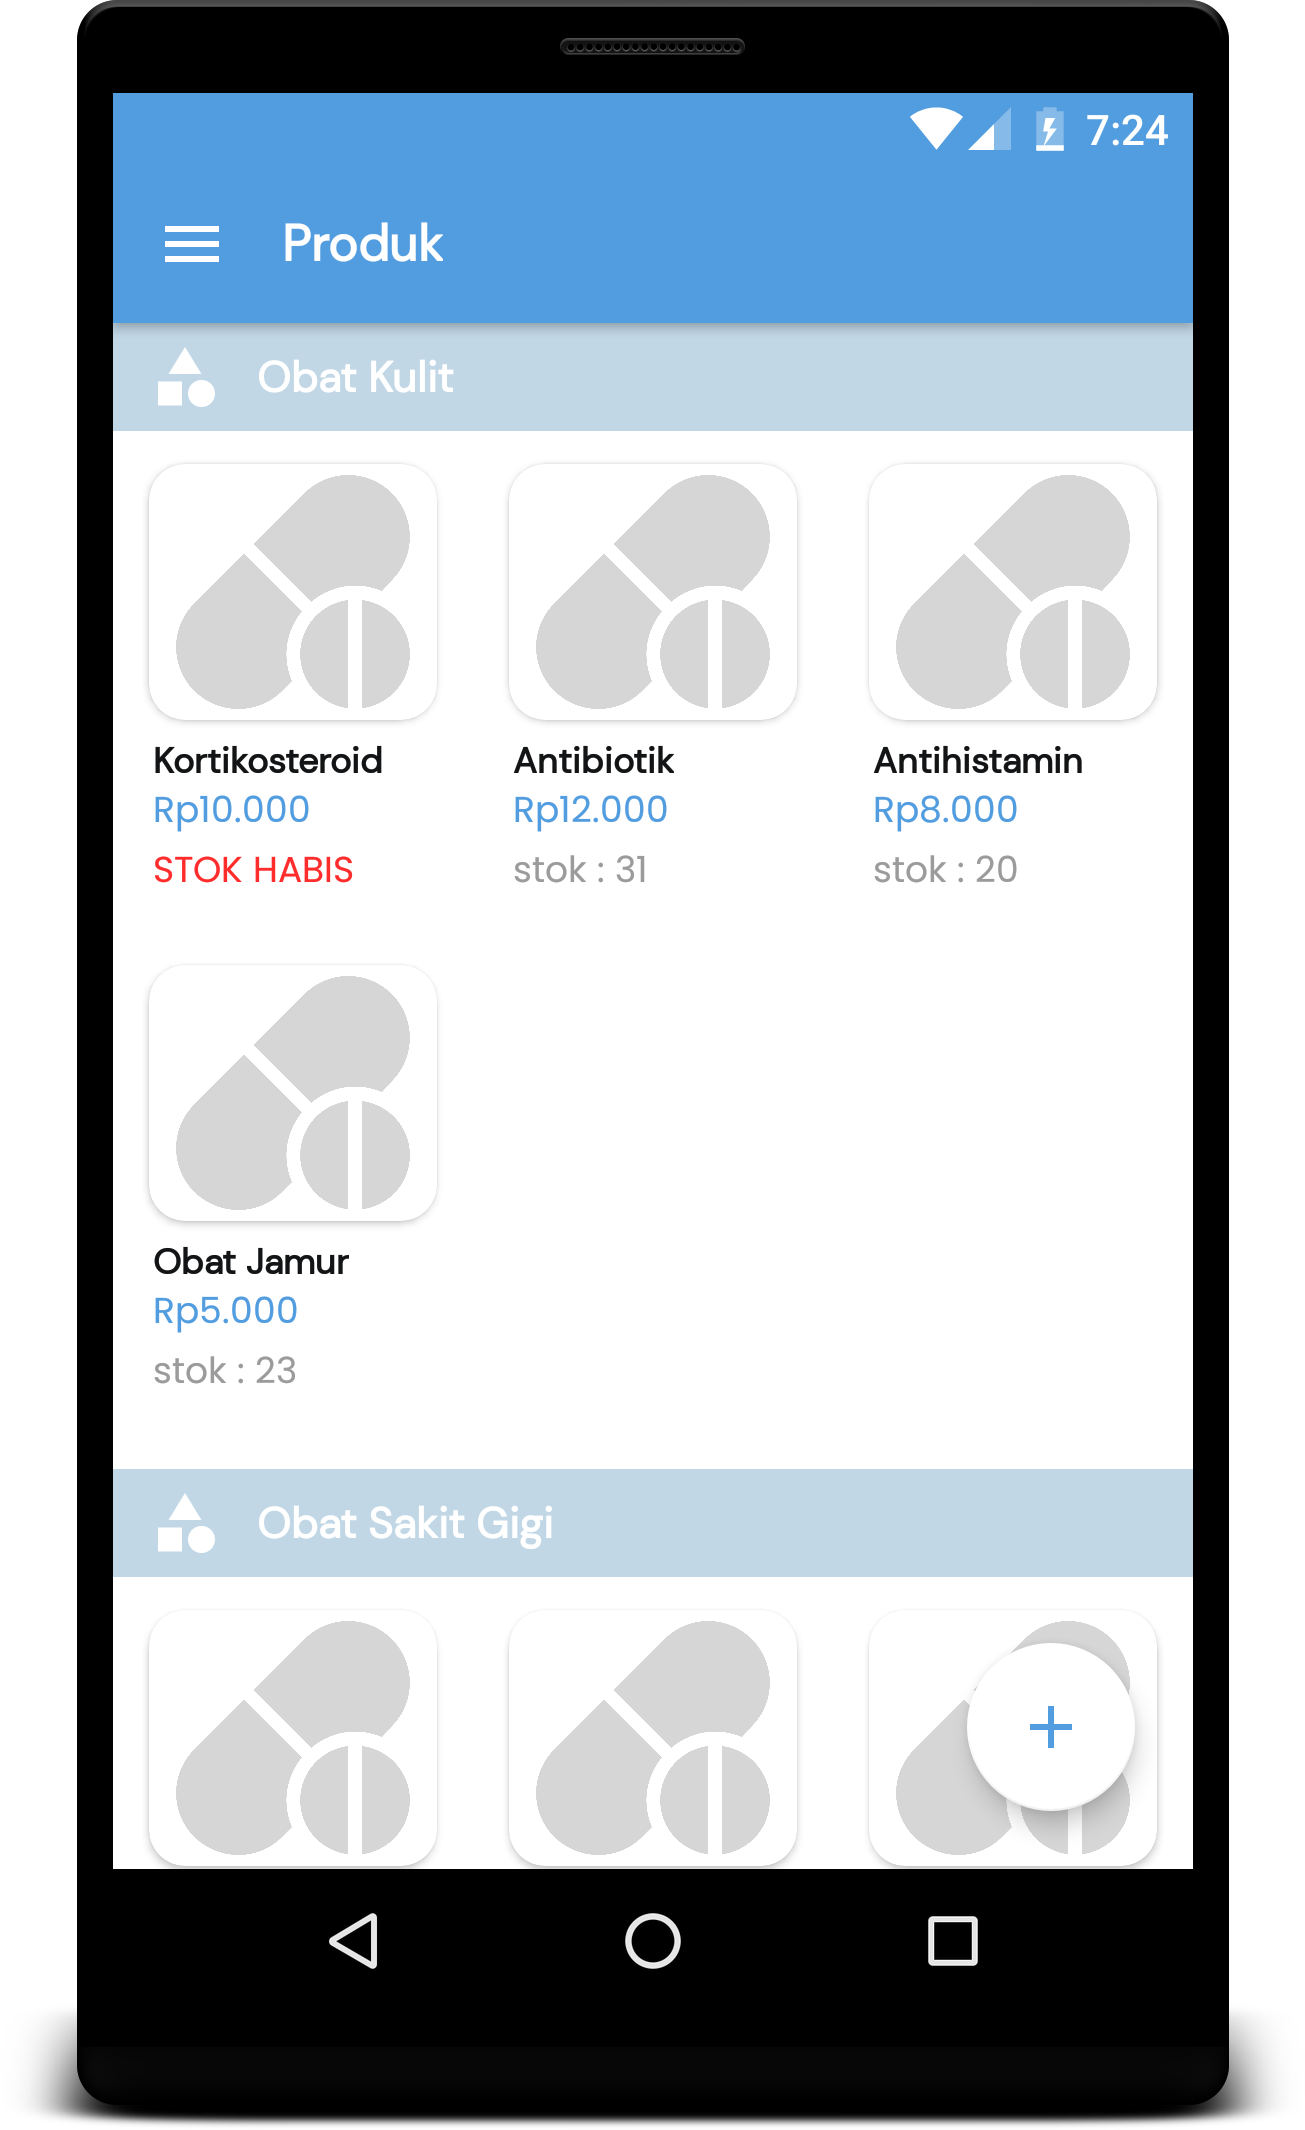 7:24
Produk
Obat Kulit
Kortikosteroid
Rp10.000
STOK HABIS
Antibiotik
Rp12.000
stok : 31
Antihistamin
Rp8.000
stok : 20
Obat Jamur
Rp5.000
stok : 23
Obat Sakit Gigi